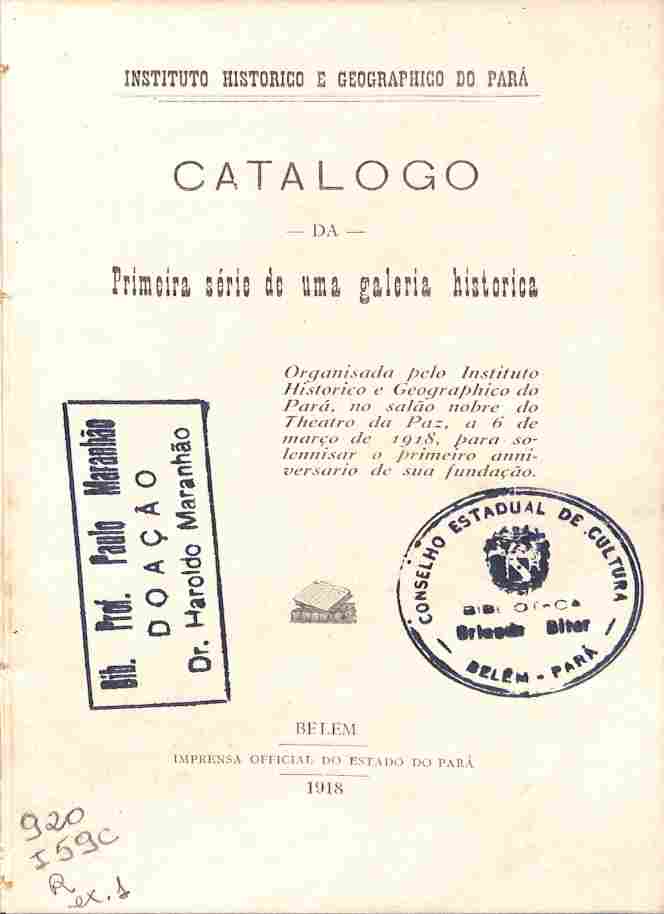 INSTITUTO HISTORICO E GEOGRAPHICO DO PARÁ
CATALOGO
— DA —
Primeira série de uma galeria historica
Organisada pelo Instituto
Historico e Geographico do
Pará, no salão nobre do
Theatro da Paz, a 6 de
março de 1918, para so-
lennisar o primeiro anni-
versario de sua fundação.
Bib. Prof. Paulo Maranhão
DOAÇÃO
Dr. Haroldo Maranhão
CONSELHO ESTADUAL DE CULTURA
BIBLIOTECA
Orlando Bitar
BELÉM - PARÁ
BELEM
IMPRENSA OFFICIAL DO ESTADO DO PARÁ
1918
920
I59c
R
ex. 1